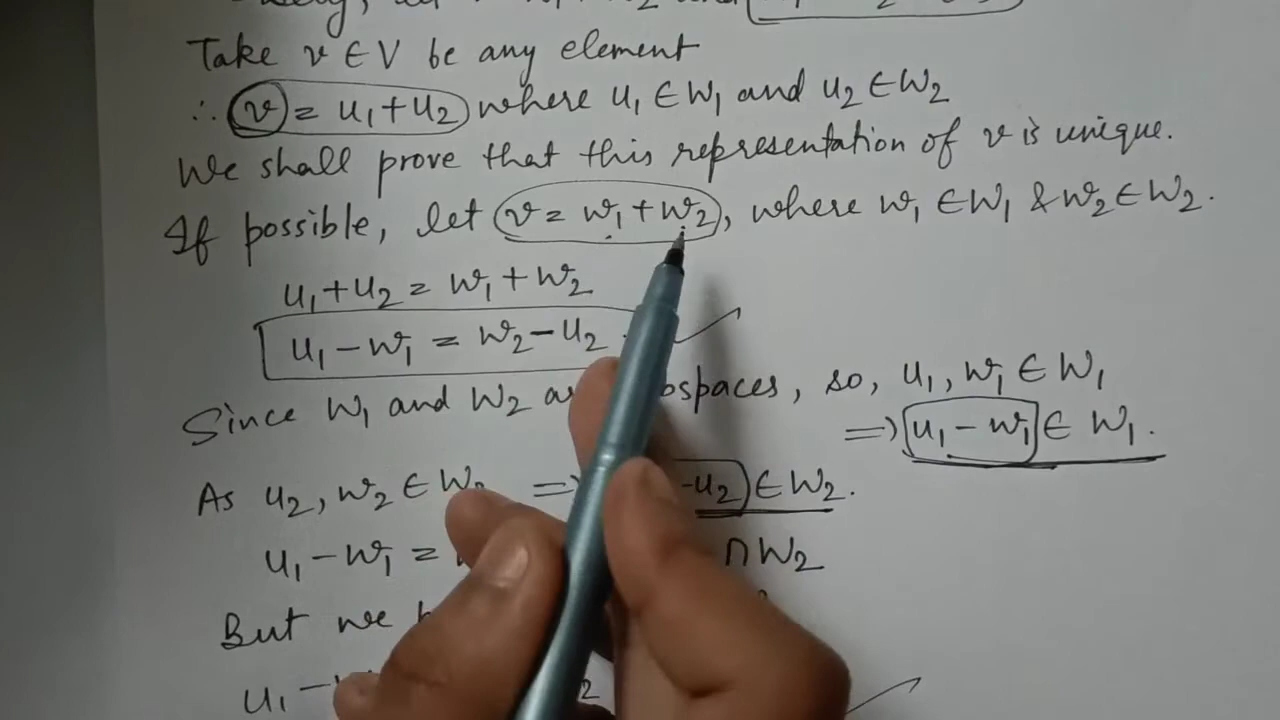 Take v ∈ V be any element
∴ v = u₁ + u₂ where u₁ ∈ W₁ and u₂ ∈ W₂
We shall prove that this representation of v is unique.
If possible, let v = w₁ + w₂, where w₁ ∈ W₁ & w₂ ∈ W₂.
u₁ + u₂ = w₁ + w₂
u₁ - w₁ = w₂ - u₂
Since W₁ and W₂ so, u₁, w₁ ∈ W₁
⇒ u₁ - w₁ ∈ W₁.
As u₂, w₂ ∈ W₂ ⇒ -u₂ ∈ W₂.
u₁ - w₁ = ∩ W₂
But we
u₁ -